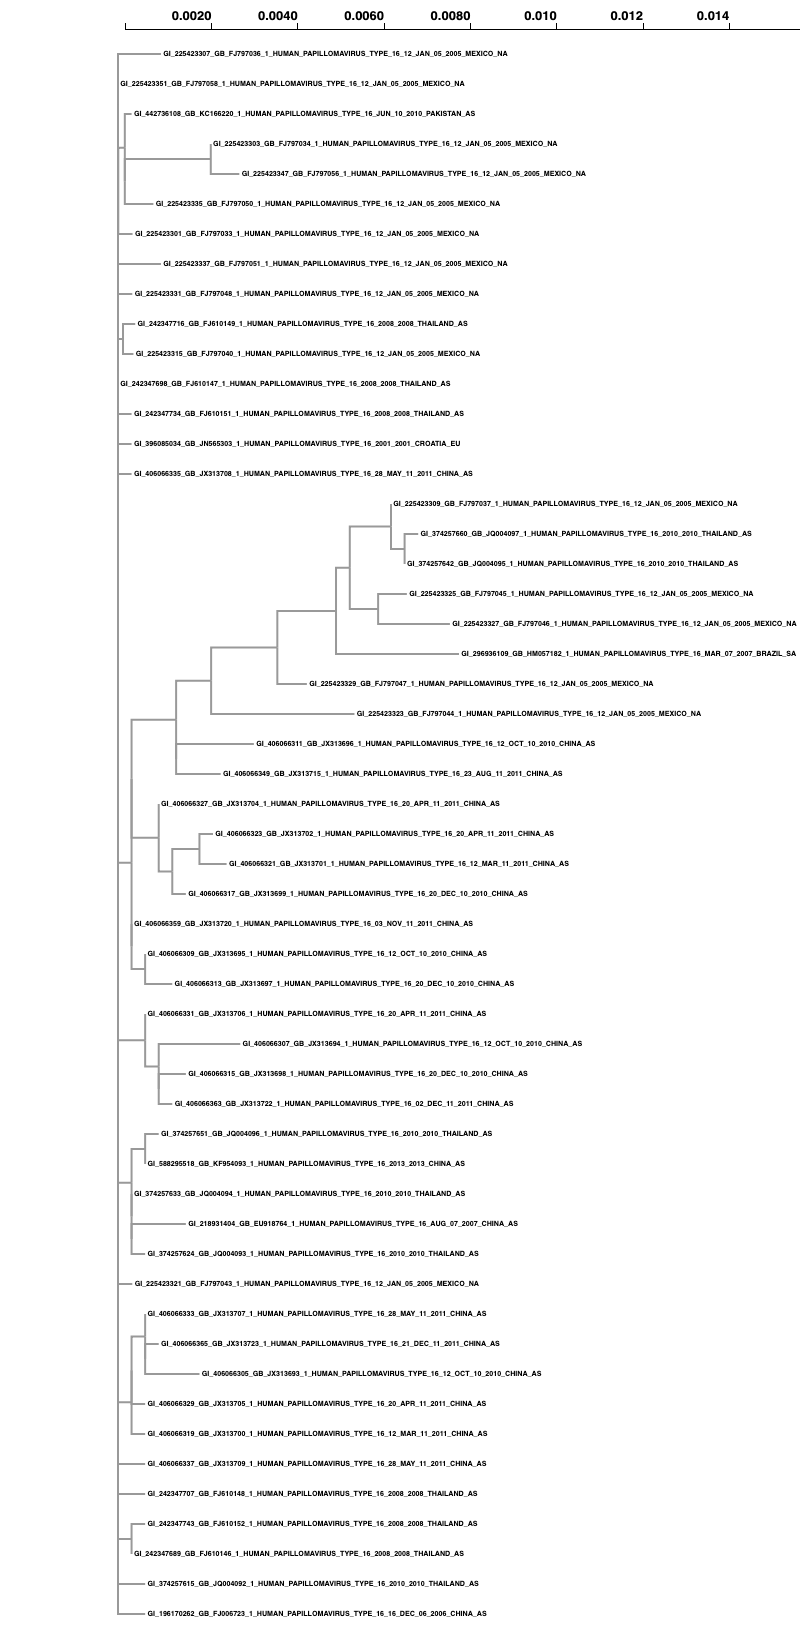 0.0020 0.0040 0.0060 0.0080 0.010 0.012 0.014
GI_225423307_GB_FJ797036_1_HUMAN_PAPILLOMAVIRUS_TYPE_16_12_JAN_05_2005_MEXICO_NA
GI_225423351_GB_FJ797058_1_HUMAN_PAPILLOMAVIRUS_TYPE_16_12_JAN_05_2005_MEXICO_NA
GI_442736108_GB_KC166220_1_HUMAN_PAPILLOMAVIRUS_TYPE_16_JUN_10_2010_PAKISTAN_AS
GI_225423303_GB_FJ797034_1_HUMAN_PAPILLOMAVIRUS_TYPE_16_12_JAN_05_2005_MEXICO_NA
GI_225423347_GB_FJ797056_1_HUMAN_PAPILLOMAVIRUS_TYPE_16_12_JAN_05_2005_MEXICO_NA
GI_225423335_GB_FJ797050_1_HUMAN_PAPILLOMAVIRUS_TYPE_16_12_JAN_05_2005_MEXICO_NA
GI_225423301_GB_FJ797033_1_HUMAN_PAPILLOMAVIRUS_TYPE_16_12_JAN_05_2005_MEXICO_NA
GI_225423337_GB_FJ797051_1_HUMAN_PAPILLOMAVIRUS_TYPE_16_12_JAN_05_2005_MEXICO_NA
GI_225423331_GB_FJ797048_1_HUMAN_PAPILLOMAVIRUS_TYPE_16_12_JAN_05_2005_MEXICO_NA
GI_242347716_GB_FJ610149_1_HUMAN_PAPILLOMAVIRUS_TYPE_16_2008_2008_THAILAND_AS
GI_225423315_GB_FJ797040_1_HUMAN_PAPILLOMAVIRUS_TYPE_16_12_JAN_05_2005_MEXICO_NA
GI_242347698_GB_FJ610147_1_HUMAN_PAPILLOMAVIRUS_TYPE_16_2008_2008_THAILAND_AS
GI_242347734_GB_FJ610151_1_HUMAN_PAPILLOMAVIRUS_TYPE_16_2008_2008_THAILAND_AS
GI_396085034_GB_JN565303_1_HUMAN_PAPILLOMAVIRUS_TYPE_16_2001_2001_CROATIA_EU
GI_406066335_GB_JX313708_1_HUMAN_PAPILLOMAVIRUS_TYPE_16_28_MAY_11_2011_CHINA_AS
GI_225423309_GB_FJ797037_1_HUMAN_PAPILLOMAVIRUS_TYPE_16_12_JAN_05_2005_MEXICO_NA
GI_374257660_GB_JQ004097_1_HUMAN_PAPILLOMAVIRUS_TYPE_16_2010_2010_THAILAND_AS
GI_374257642_GB_JQ004095_1_HUMAN_PAPILLOMAVIRUS_TYPE_16_2010_2010_THAILAND_AS
GI_225423325_GB_FJ797045_1_HUMAN_PAPILLOMAVIRUS_TYPE_16_12_JAN_05_2005_MEXICO_NA
GI_225423327_GB_FJ797046_1_HUMAN_PAPILLOMAVIRUS_TYPE_16_12_JAN_05_2005_MEXICO_NA
GI_296936109_GB_HM057182_1_HUMAN_PAPILLOMAVIRUS_TYPE_16_MAR_07_2007_BRAZIL_SA
GI_225423329_GB_FJ797047_1_HUMAN_PAPILLOMAVIRUS_TYPE_16_12_JAN_05_2005_MEXICO_NA
GI_225423323_GB_FJ797044_1_HUMAN_PAPILLOMAVIRUS_TYPE_16_12_JAN_05_2005_MEXICO_NA
GI_406066311_GB_JX313696_1_HUMAN_PAPILLOMAVIRUS_TYPE_16_12_OCT_10_2010_CHINA_AS
GI_406066349_GB_JX313715_1_HUMAN_PAPILLOMAVIRUS_TYPE_16_23_AUG_11_2011_CHINA_AS
GI_406066327_GB_JX313704_1_HUMAN_PAPILLOMAVIRUS_TYPE_16_20_APR_11_2011_CHINA_AS
GI_406066323_GB_JX313702_1_HUMAN_PAPILLOMAVIRUS_TYPE_16_20_APR_11_2011_CHINA_AS
GI_406066321_GB_JX313701_1_HUMAN_PAPILLOMAVIRUS_TYPE_16_12_MAR_11_2011_CHINA_AS
GI_406066317_GB_JX313699_1_HUMAN_PAPILLOMAVIRUS_TYPE_16_20_DEC_10_2010_CHINA_AS
GI_406066359_GB_JX313720_1_HUMAN_PAPILLOMAVIRUS_TYPE_16_03_NOV_11_2011_CHINA_AS
GI_406066309_GB_JX313695_1_HUMAN_PAPILLOMAVIRUS_TYPE_16_12_OCT_10_2010_CHINA_AS
GI_406066313_GB_JX313697_1_HUMAN_PAPILLOMAVIRUS_TYPE_16_20_DEC_10_2010_CHINA_AS
GI_406066331_GB_JX313706_1_HUMAN_PAPILLOMAVIRUS_TYPE_16_20_APR_11_2011_CHINA_AS
GI_406066307_GB_JX313694_1_HUMAN_PAPILLOMAVIRUS_TYPE_16_12_OCT_10_2010_CHINA_AS
GI_406066315_GB_JX313698_1_HUMAN_PAPILLOMAVIRUS_TYPE_16_20_DEC_10_2010_CHINA_AS
GI_406066363_GB_JX313722_1_HUMAN_PAPILLOMAVIRUS_TYPE_16_02_DEC_11_2011_CHINA_AS
GI_374257651_GB_JQ004096_1_HUMAN_PAPILLOMAVIRUS_TYPE_16_2010_2010_THAILAND_AS
GI_588295518_GB_KF954093_1_HUMAN_PAPILLOMAVIRUS_TYPE_16_2013_2013_CHINA_AS
GI_374257633_GB_JQ004094_1_HUMAN_PAPILLOMAVIRUS_TYPE_16_2010_2010_THAILAND_AS
GI_218931404_GB_EU918764_1_HUMAN_PAPILLOMAVIRUS_TYPE_16_AUG_07_2007_CHINA_AS
GI_374257624_GB_JQ004093_1_HUMAN_PAPILLOMAVIRUS_TYPE_16_2010_2010_THAILAND_AS
GI_225423321_GB_FJ797043_1_HUMAN_PAPILLOMAVIRUS_TYPE_16_12_JAN_05_2005_MEXICO_NA
GI_406066333_GB_JX313707_1_HUMAN_PAPILLOMAVIRUS_TYPE_16_28_MAY_11_2011_CHINA_AS
GI_406066365_GB_JX313723_1_HUMAN_PAPILLOMAVIRUS_TYPE_16_21_DEC_11_2011_CHINA_AS
GI_406066305_GB_JX313693_1_HUMAN_PAPILLOMAVIRUS_TYPE_16_12_OCT_10_2010_CHINA_AS
GI_406066329_GB_JX313705_1_HUMAN_PAPILLOMAVIRUS_TYPE_16_20_APR_11_2011_CHINA_AS
GI_406066319_GB_JX313700_1_HUMAN_PAPILLOMAVIRUS_TYPE_16_12_MAR_11_2011_CHINA_AS
GI_406066337_GB_JX313709_1_HUMAN_PAPILLOMAVIRUS_TYPE_16_28_MAY_11_2011_CHINA_AS
GI_242347707_GB_FJ610148_1_HUMAN_PAPILLOMAVIRUS_TYPE_16_2008_2008_THAILAND_AS
GI_242347743_GB_FJ610152_1_HUMAN_PAPILLOMAVIRUS_TYPE_16_2008_2008_THAILAND_AS
GI_242347689_GB_FJ610146_1_HUMAN_PAPILLOMAVIRUS_TYPE_16_2008_2008_THAILAND_AS
GI_374257615_GB_JQ004092_1_HUMAN_PAPILLOMAVIRUS_TYPE_16_2010_2010_THAILAND_AS
GI_196170262_GB_FJ006723_1_HUMAN_PAPILLOMAVIRUS_TYPE_16_16_DEC_06_2006_CHINA_AS